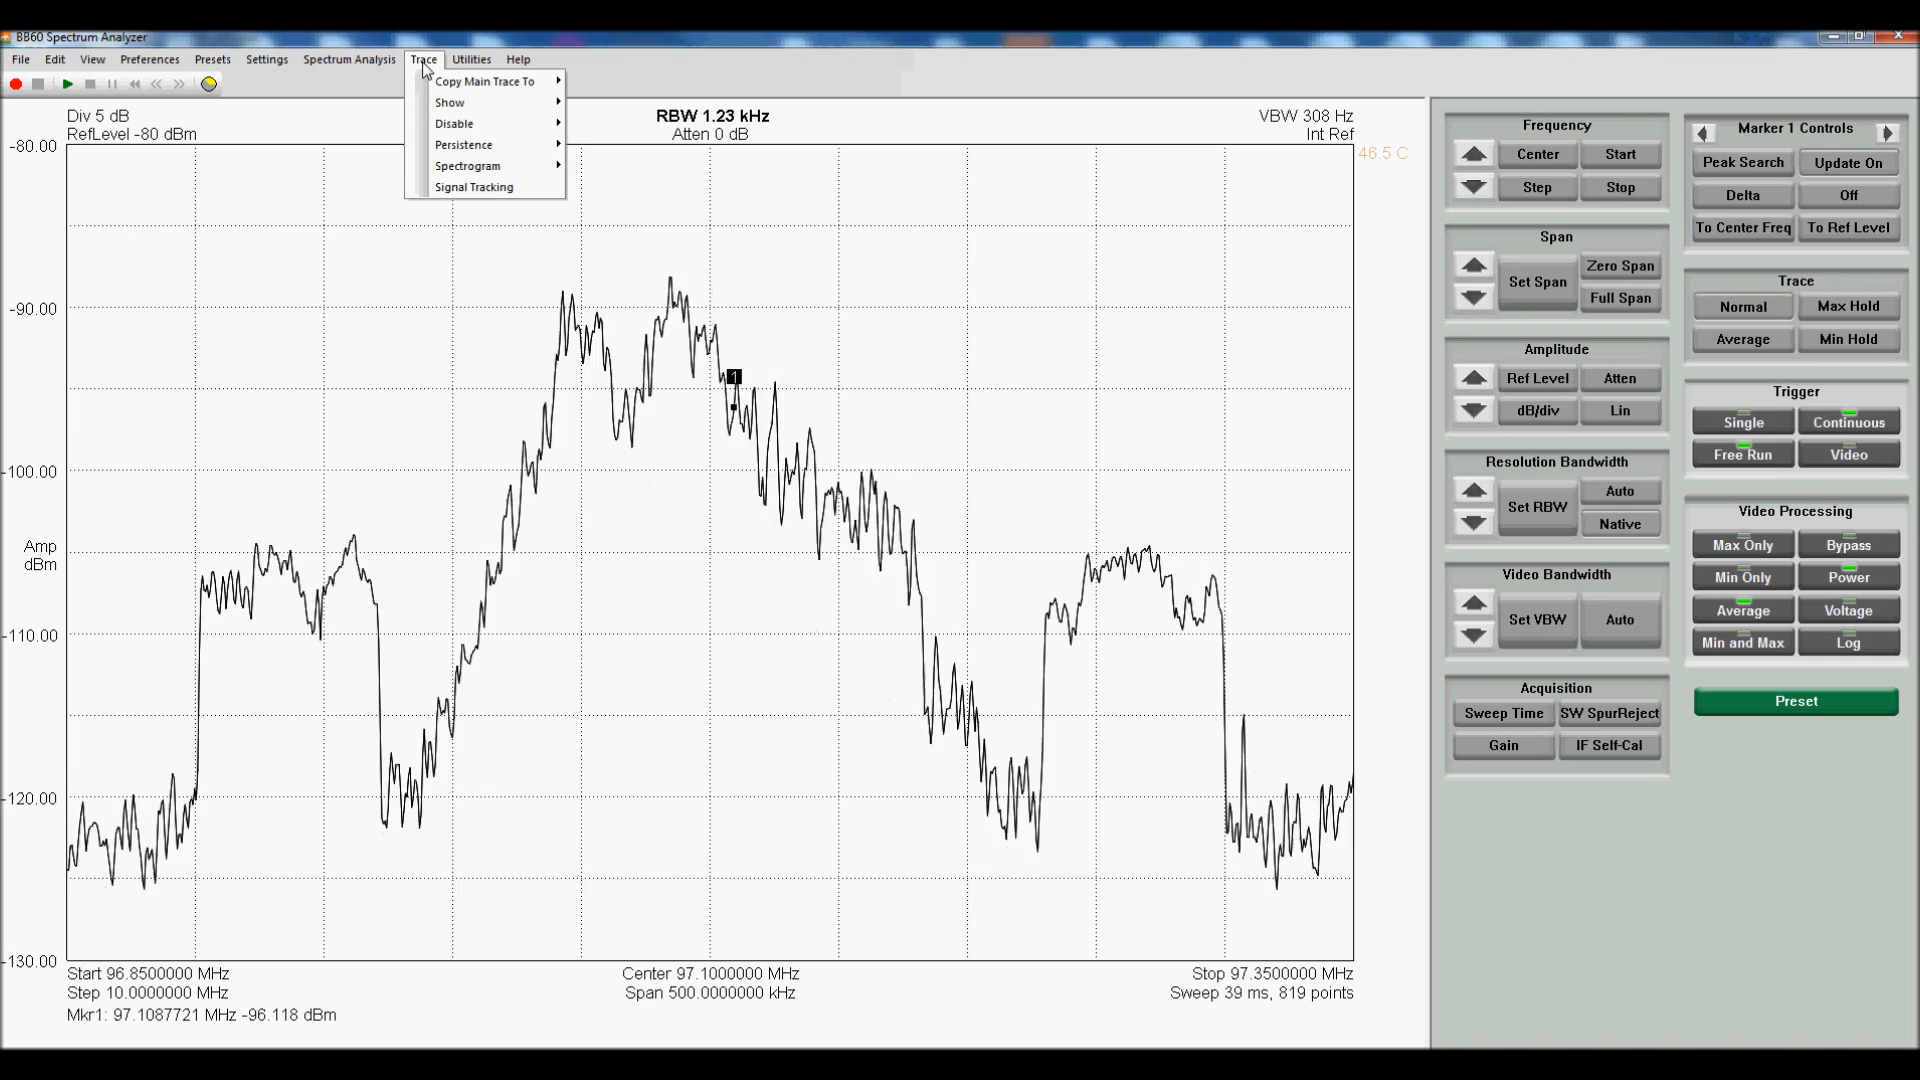 BB60 Spectrum Analyzer
File Edit View Preferences Presets Settings Spectrum Analysis Trace Utilities Help
Copy Main Trace To
Show
Disable
Persistence
Spectrogram
Signal Tracking
Div 5 dB
RefLevel -80 dBm
RBW 1.23 kHz
Atten 0 dB
VBW 308 Hz
Int Ref
46.5 C
-80.00
-90.00
-100.00
Amp
dBm
-110.00
-120.00
-130.00
1
Start 96.8500000 MHz
Step 10.0000000 MHz
Mkr1: 97.1087721 MHz -96.118 dBm
Center 97.1000000 MHz
Span 500.0000000 kHz
Stop 97.3500000 MHz
Sweep 39 ms, 819 points
Frequency
Center Start
Step Stop
Span
Set Span
Zero Span
Full Span
Amplitude
Ref Level Atten
dB/div Lin
Resolution Bandwidth
Set RBW
Auto
Native
Video Bandwidth
Set VBW Auto
Acquisition
Sweep Time SW SpurReject
Gain IF Self-Cal
Marker 1 Controls
Peak Search Update On
Delta Off
To Center Freq To Ref Level
Trace
Normal Max Hold
Average Min Hold
Trigger
Single Continuous
Free Run Video
Video Processing
Max Only Bypass
Min Only Power
Average Voltage
Min and Max Log
Preset